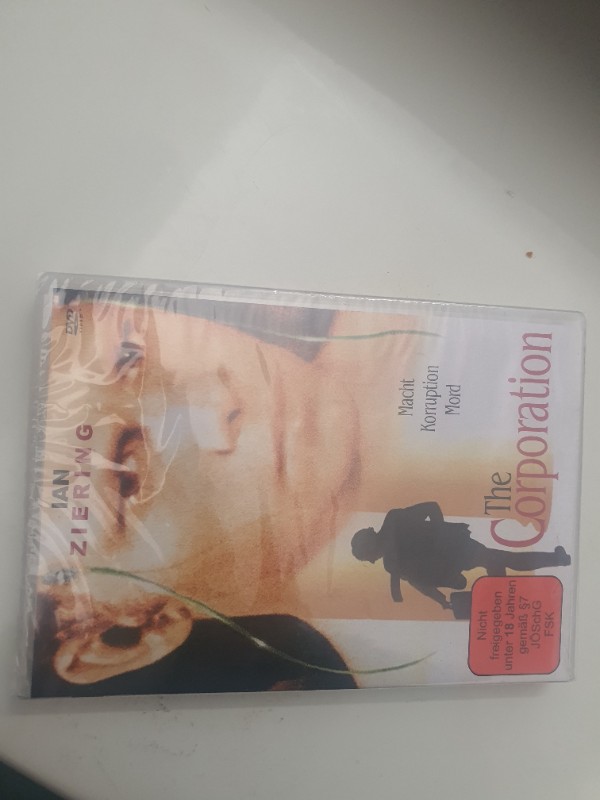 IAN
ZIERING
DVD
Macht
Korruption
Mord
The
Corporation
Nicht
freigegeben
unter 18 Jahren
gemäß §7
JÖSchG
FSK